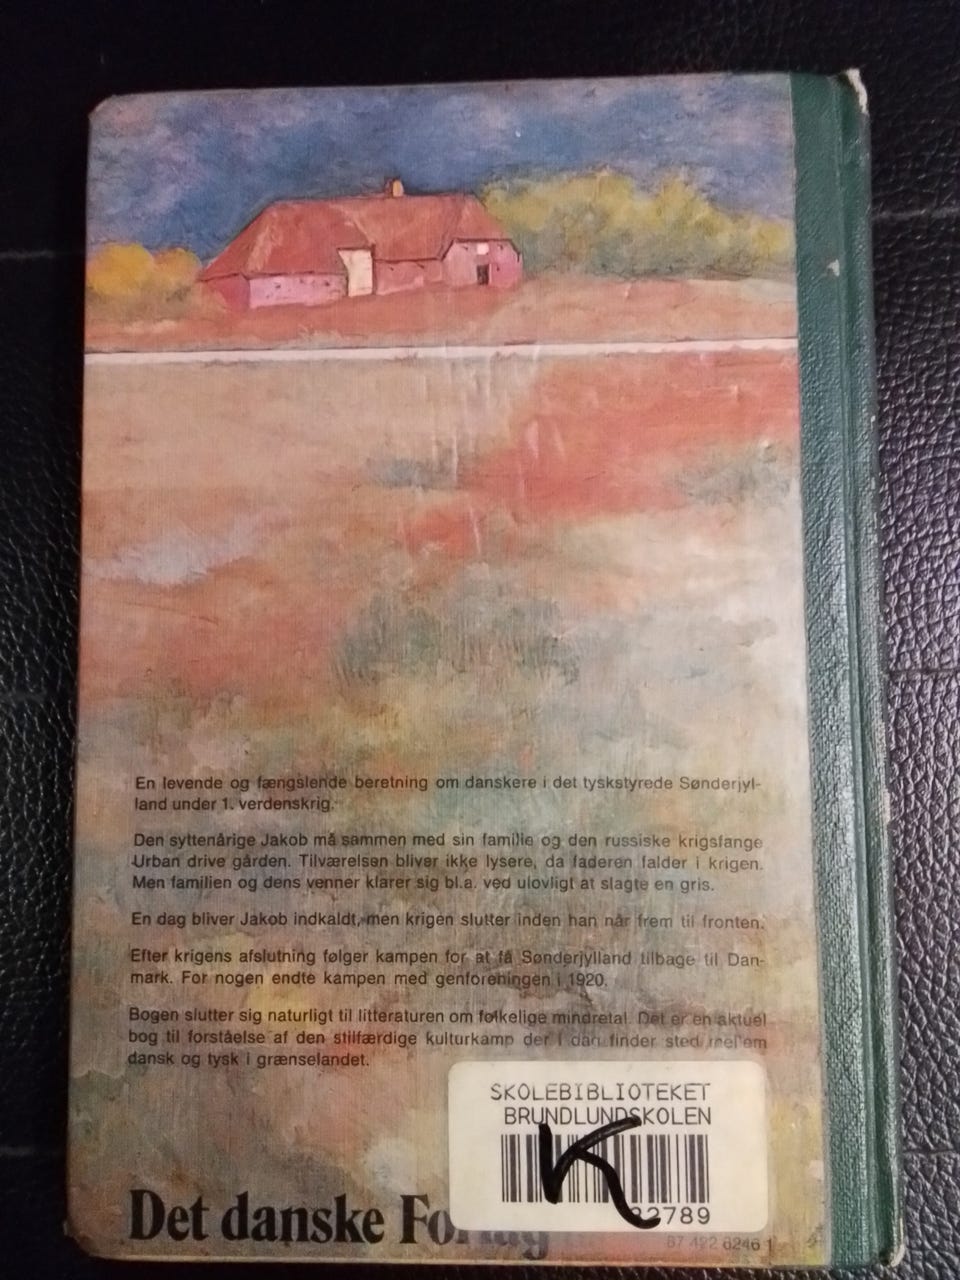 En levende og fængslende beretning om danskere i det tyskstyrede Sønderjyl-
land under 1. verdenskrig.
Den syttenårige Jakob må sammen med sin familie og den russiske krigsfange
Urban drive gården. Tilværelsen bliver ikke lysere, da faderen falder i krigen.
Men familien og dens venner klarer sig bl.a. ved ulovligt at slagte en gris.
En dag bliver Jakob indkaldt, men krigen slutter inden han når frem til fronten.
Efter krigens afslutning følger kampen for at få Sønderjylland tilbage til Dan-
mark. For nogen endte kampen med genforeningen i 1920.
Bogen slutter sig naturligt til litteraturen om folkelige mindretal. Det er en aktuel
bog til forståelse af den stilfærdige kulturkamp der i dag finder sted mellem
dansk og tysk i grænselandet.
SKOLEBIBLIOTEKET
BRUNDLUNDSKOLEN
K
32789
Det danske Forlag
87 422 8246 1